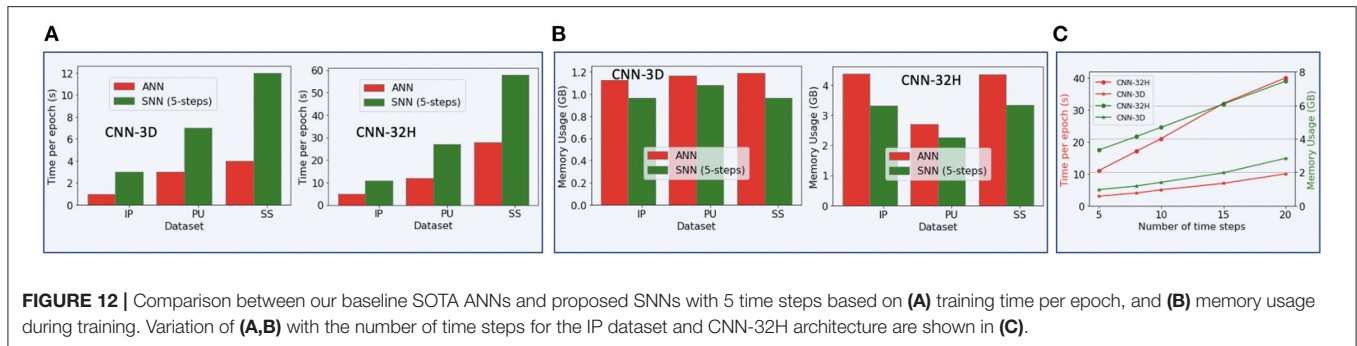 A
B
C
Time per epoch (s)
12
10
8
6
4
2
0
ANN
SNN (5-steps)
CNN-3D
IP
PU
SS
Dataset
60
50
40
30
20
10
0
Time per epoch (s)
ANN
SNN (5-steps)
CNN-32H
IP
PU
SS
Dataset
Memory Usage (GB)
1.2
1.0
0.8
0.6
0.4
0.2
0.0
CNN-3D
ANN
SNN (5-steps)
IP
PU
SS
Dataset
Memory Usage (GB)
4
3
2
1
0
CNN-32H
ANN
SNN (5-steps)
IP
PU
SS
Dataset
Time per epoch (s)
40
30
20
10
0
CNN-32H
CNN-3D
CNN-32H
CNN-3D
8
6
4
2
0
Memory Usage (GB)
5
10
15
20
Number of time steps
FIGURE 12 | Comparison between our baseline SOTA ANNs and proposed SNNs with 5 time steps based on (A) training time per epoch, and (B) memory usage
during training. Variation of (A,B) with the number of time steps for the IP dataset and CNN-32H architecture are shown in (C).